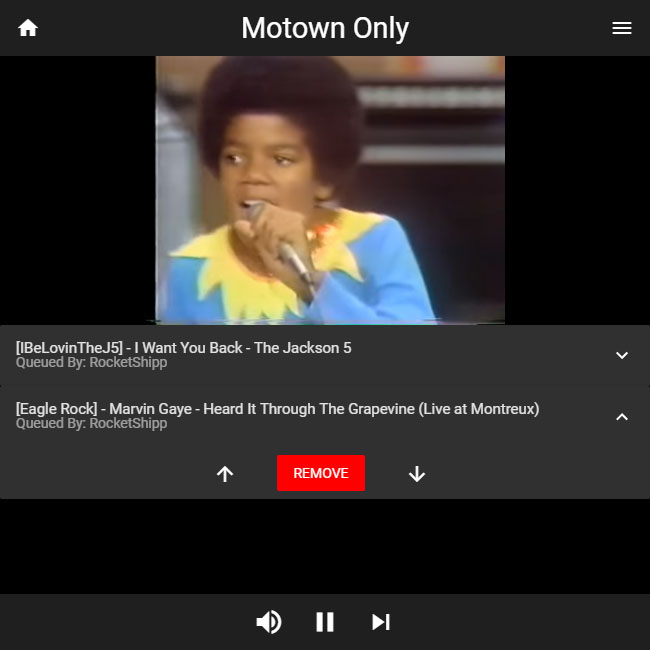 Motown Only
[IBeLovinTheJ5] - I Want You Back - The Jackson 5
Queued By: RocketShipp
[Eagle Rock] - Marvin Gaye - Heard It Through The Grapevine (Live at Montreux)
Queued By: RocketShipp
REMOVE